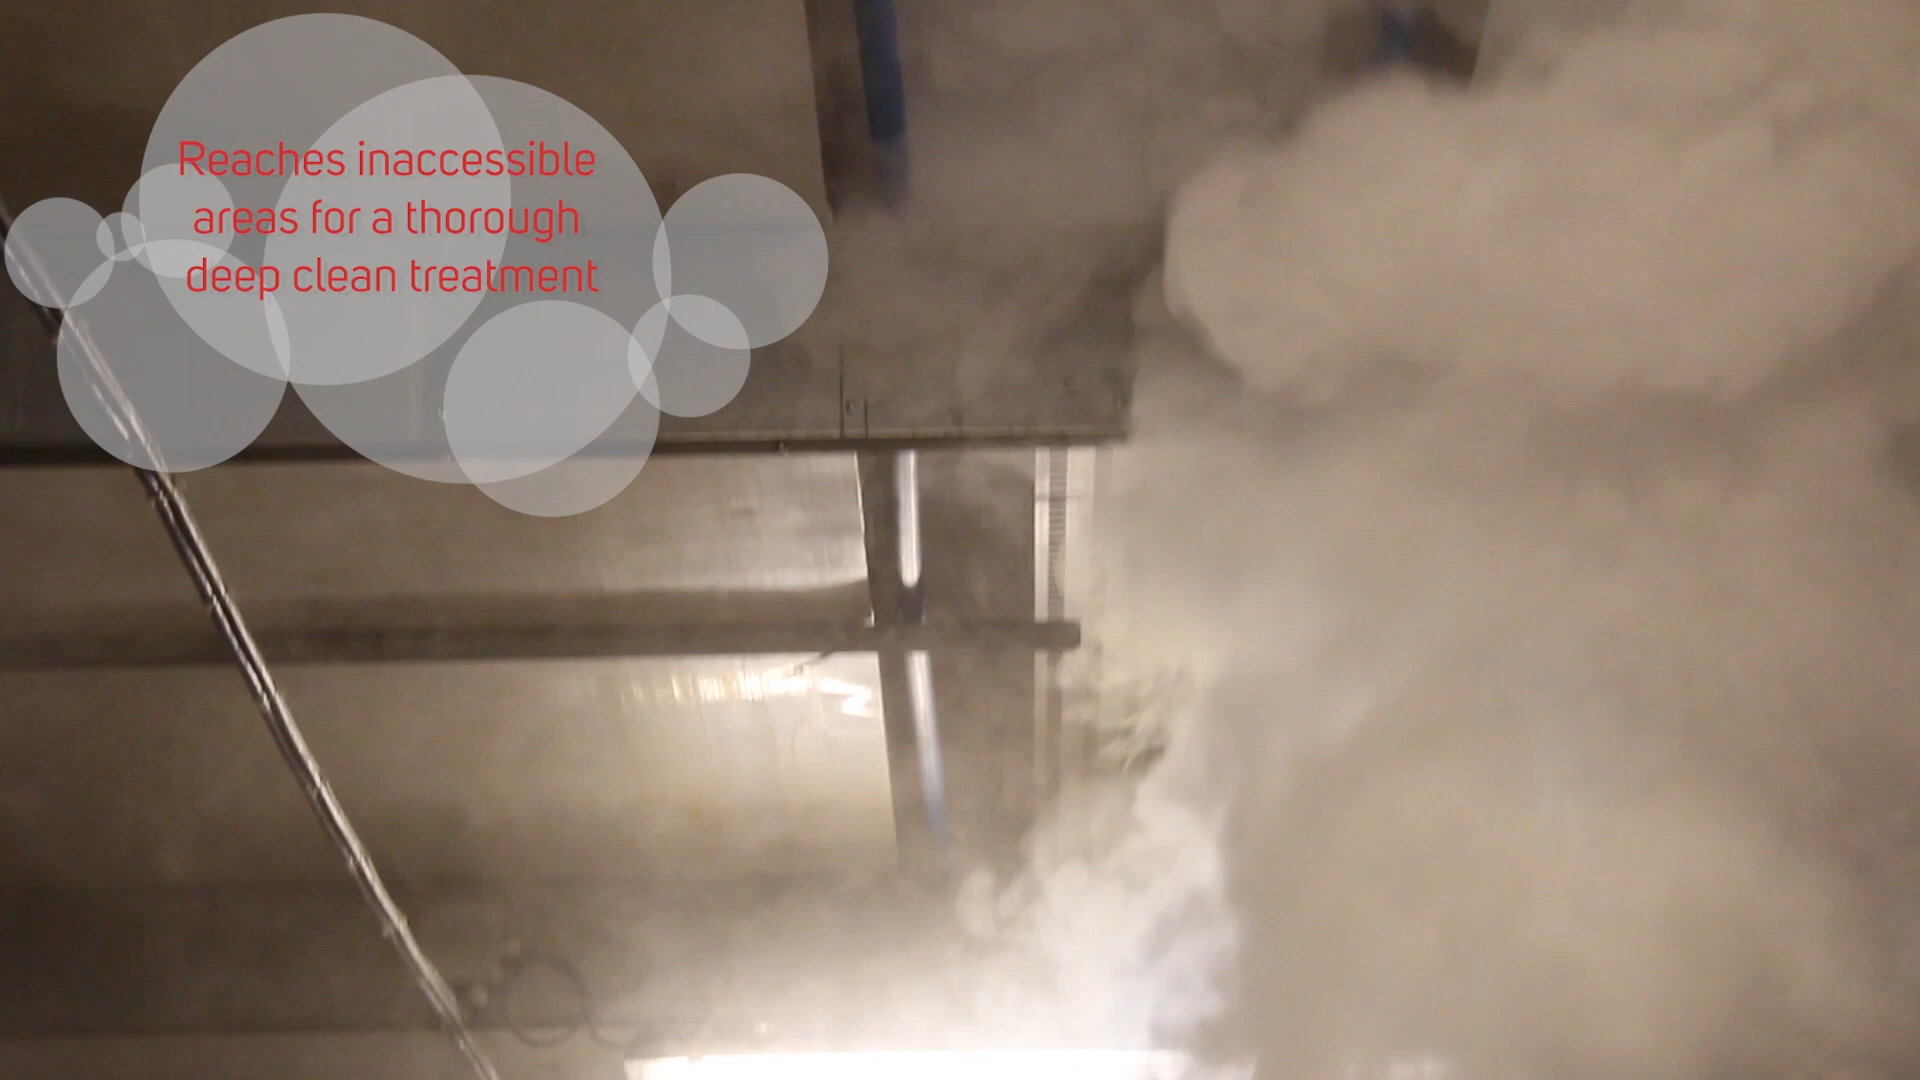 Reaches inaccessible
areas for a thorough
deep clean treatment